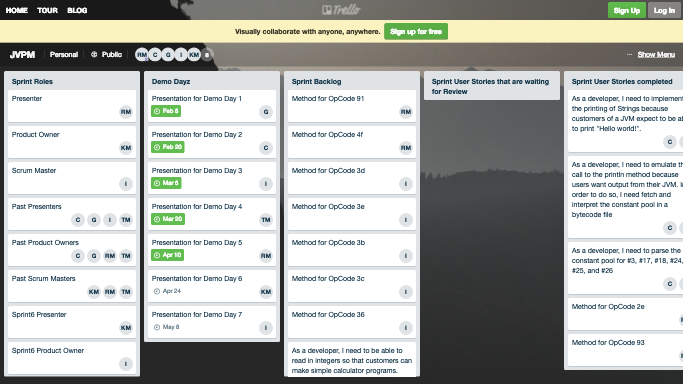 HOME TOUR BLOG
Trello
Sign Up
Log In
Visually collaborate with anyone, anywhere.
Sign up for free
JVPM
Personal
Public
RM C G I KM
··· Show Menu
Sprint Roles
Presenter
RM
Product Owner
KM
Scrum Master
I
Past Presenters
C G I TM
Past Product Owners
C G RM TM
Past Scrum Masters
KM RM TM
Sprint6 Presenter
KM
Sprint6 Product Owner
I
Demo Dayz
Presentation for Demo Day 1
Feb 6
G
Presentation for Demo Day 2
Feb 20
C
Presentation for Demo Day 3
Mar 6
I
Presentation for Demo Day 4
Mar 20
TM
Presentation for Demo Day 5
Apr 10
RM
Presentation for Demo Day 6
Apr 24
KM
Presentation for Demo Day 7
May 8
I
Sprint Backlog
Method for OpCode 91
RM
Method for OpCode 4f
RM
Method for OpCode 3d
I
Method for OpCode 3e
I
Method for OpCode 3b
I
Method for OpCode 3c
I
Method for OpCode 36
I
As a developer, I need to be able to
read in integers so that customers can
make simple calculator programs.
Sprint User Stories that are waiting
for Review
Sprint User Stories completed
As a developer, I need to implement
the printing of Strings because
customers of a JVM expect to be a
to print "Hello world!".
C
As a developer, I need to emulate th
call to the println method because
users want output from their JVM. I
order to do so, I need to fetch and
interpret the constant pool in a
bytecode file
C
As a developer, I need to parse the
constant pool for #3, #17, #18, #24,
#25, and #26
C
Method for OpCode 2e
Method for OpCode 93